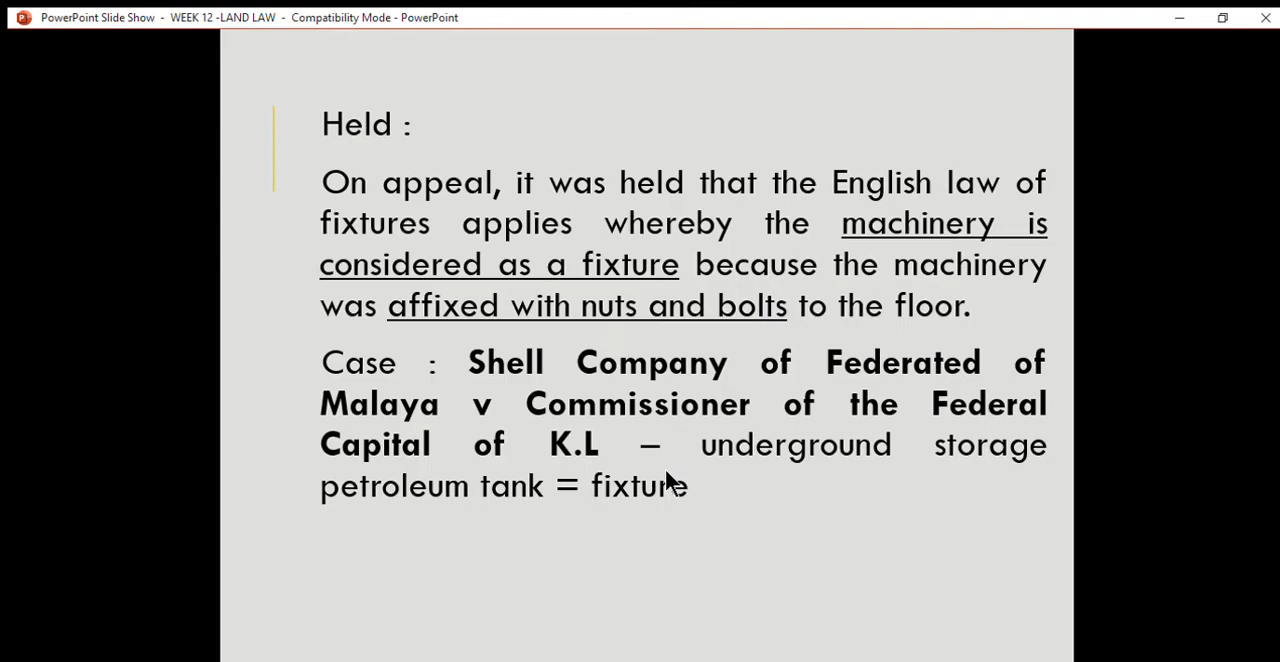 PowerPoint Slide Show - WEEK 12 -LAND LAW - Compatibility Mode - PowerPoint
Held :
On appeal, it was held that the English law of
fixtures applies whereby the machinery is
considered as a fixture because the machinery
was affixed with nuts and bolts to the floor.
Case : Shell Company of Federated of
Malaya v Commissioner of the Federal
Capital of K.L – underground storage
petroleum tank = fixture